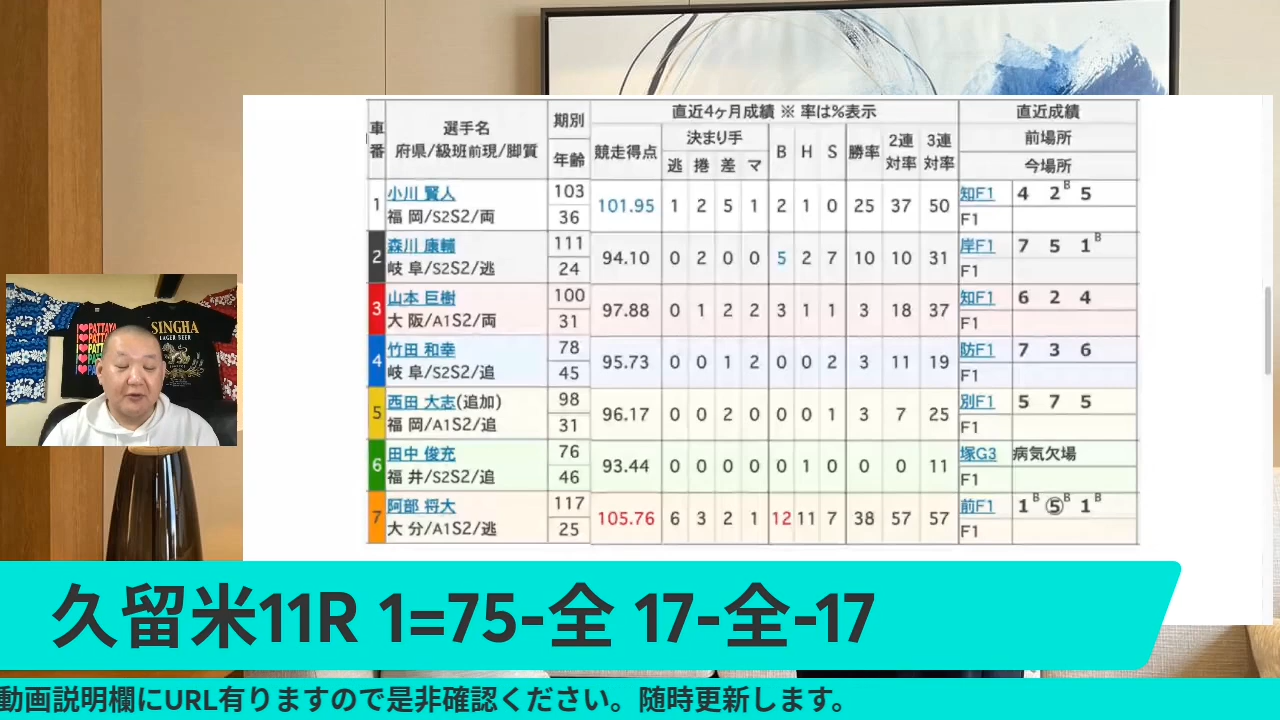 車番 選手名 期別 直近4ヶ月成績 ※ 率は%表示 直近成績
府県/級班前現/脚質 年齢 競走得点 決まり手 B H S 勝率 2連対率 3連対率 前場所
逃 捲 差 マ 今場所
1 小川 賢人 103 101.95 1 2 5 1 2 1 0 25 37 50 知F1 4 2B 5
福 岡/S2S2/両 36 F1
2 森川 康輔 111 94.10 0 2 0 0 5 2 7 10 10 31 岸F1 7 5 1B
岐 阜/S2S2/逃 24 F1
3 山本 巨樹 100 97.88 0 1 2 2 3 1 1 3 18 37 知F1 6 2 4
大 阪/A1S2/両 31 F1
4 竹田 和幸 78 95.73 0 0 1 2 0 0 2 3 11 19 防F1 7 3 6
岐 阜/S2S2/追 45 F1
5 西田 大志(追加) 98 96.17 0 0 2 0 0 0 1 3 7 25 別F1 5 7 5
福 岡/A1S2/追 31 F1
6 田中 俊充 76 93.44 0 0 0 0 0 1 0 0 0 11 塚G3 病気欠場
福 井/S2S2/追 46 F1
7 阿部 将大 117 105.76 6 3 2 1 12 11 7 38 57 57 前F1 1B ⑤B 1B
大 分/A1S2/逃 25 F1
I♥PATTAYA
SINGHA
LAGER BEER
久留米11R 1=75-全 17-全-17
動画説明欄にURL有りますので是非確認ください。随時更新します。